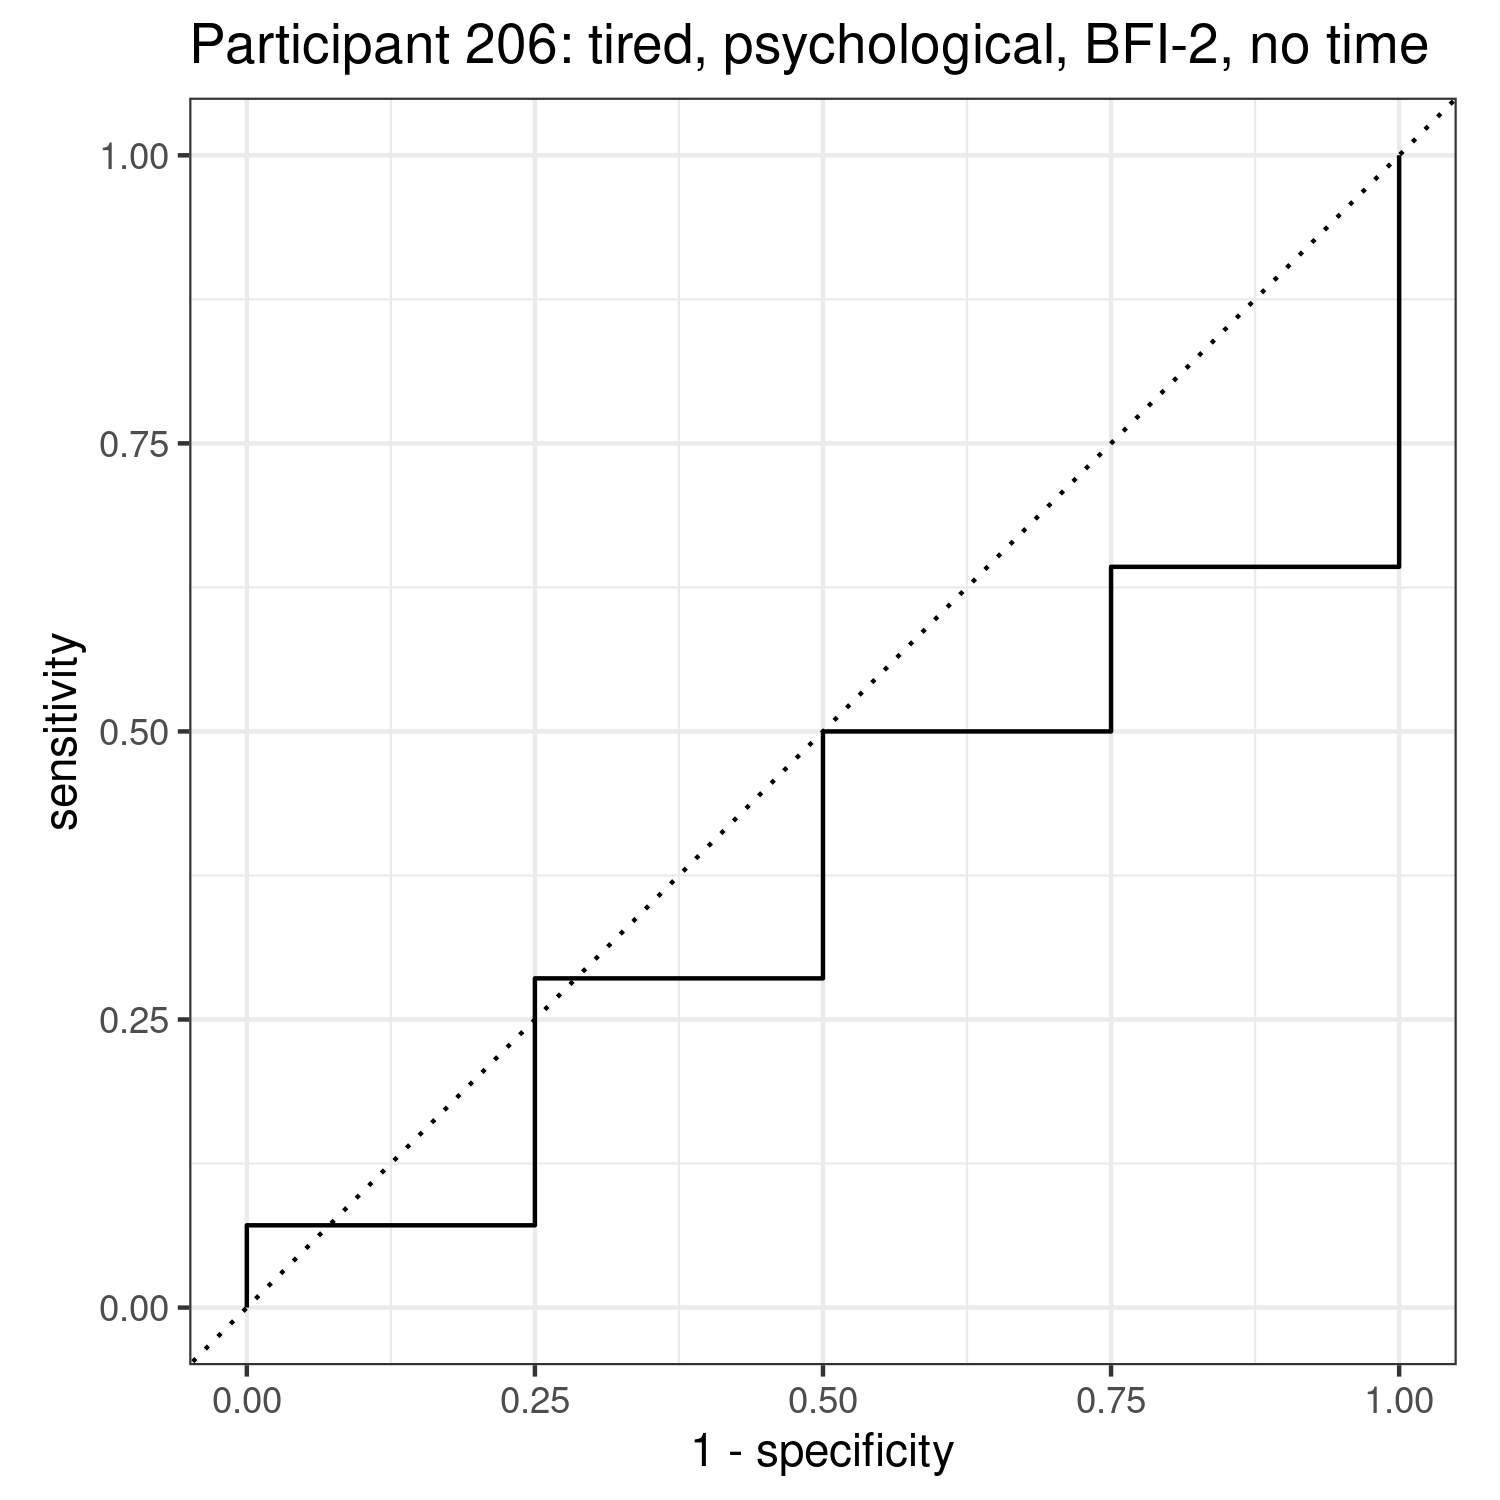 Participant 206: tired, psychological, BFI-2, no time
1.00
0.75
0.50
0.25
0.00
sensitivity
0.00 0.25 0.50 0.75 1.00
1 - specificity